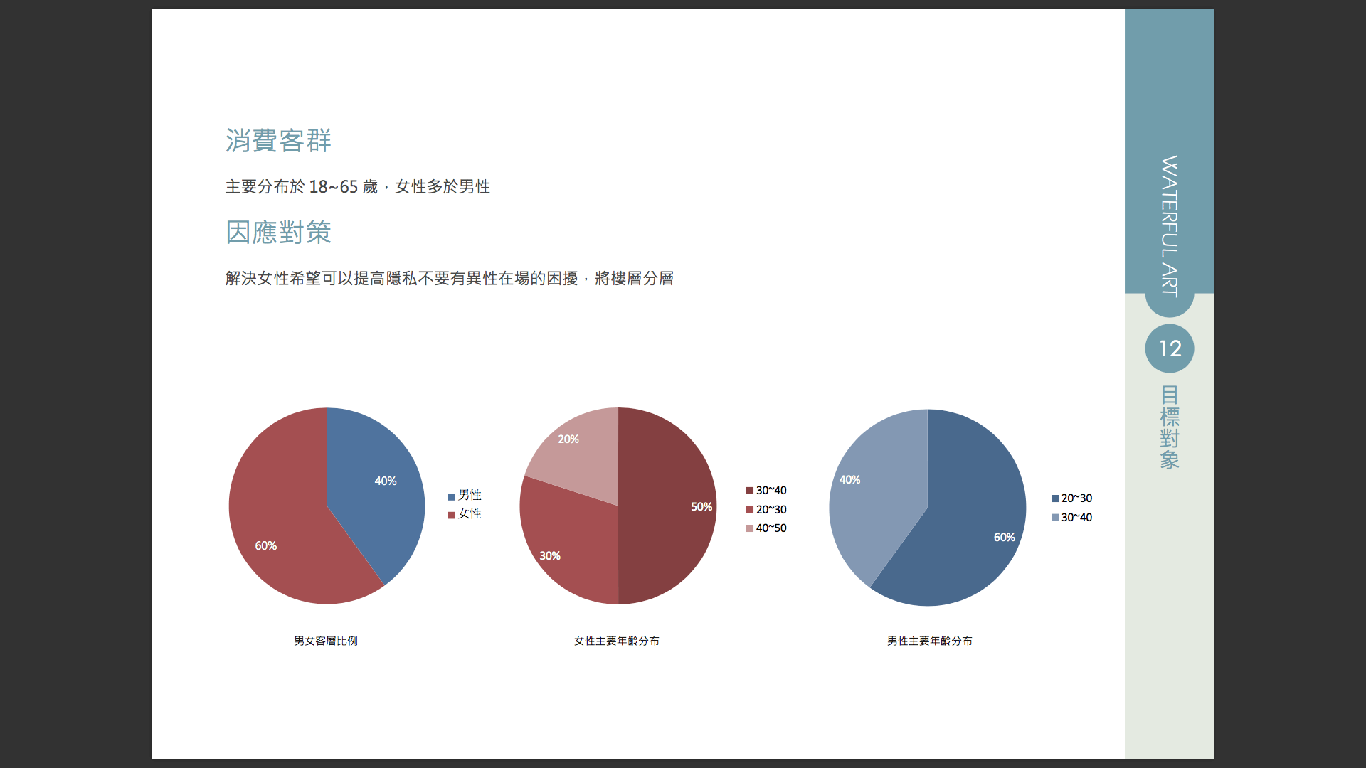 消費客群
主要分布於 18~65 歲，女性多於男性
因應對策
解決女性希望可以提高隱私不要有異性在場的困擾，將樓層分層
40%
60%
男性
女性
男女客層比例
20%
50%
30%
30~40
20~30
40~50
女性主要年齡分布
40%
60%
20~30
30~40
男性主要年齡分布
WATERFUL ART
12
目標對象